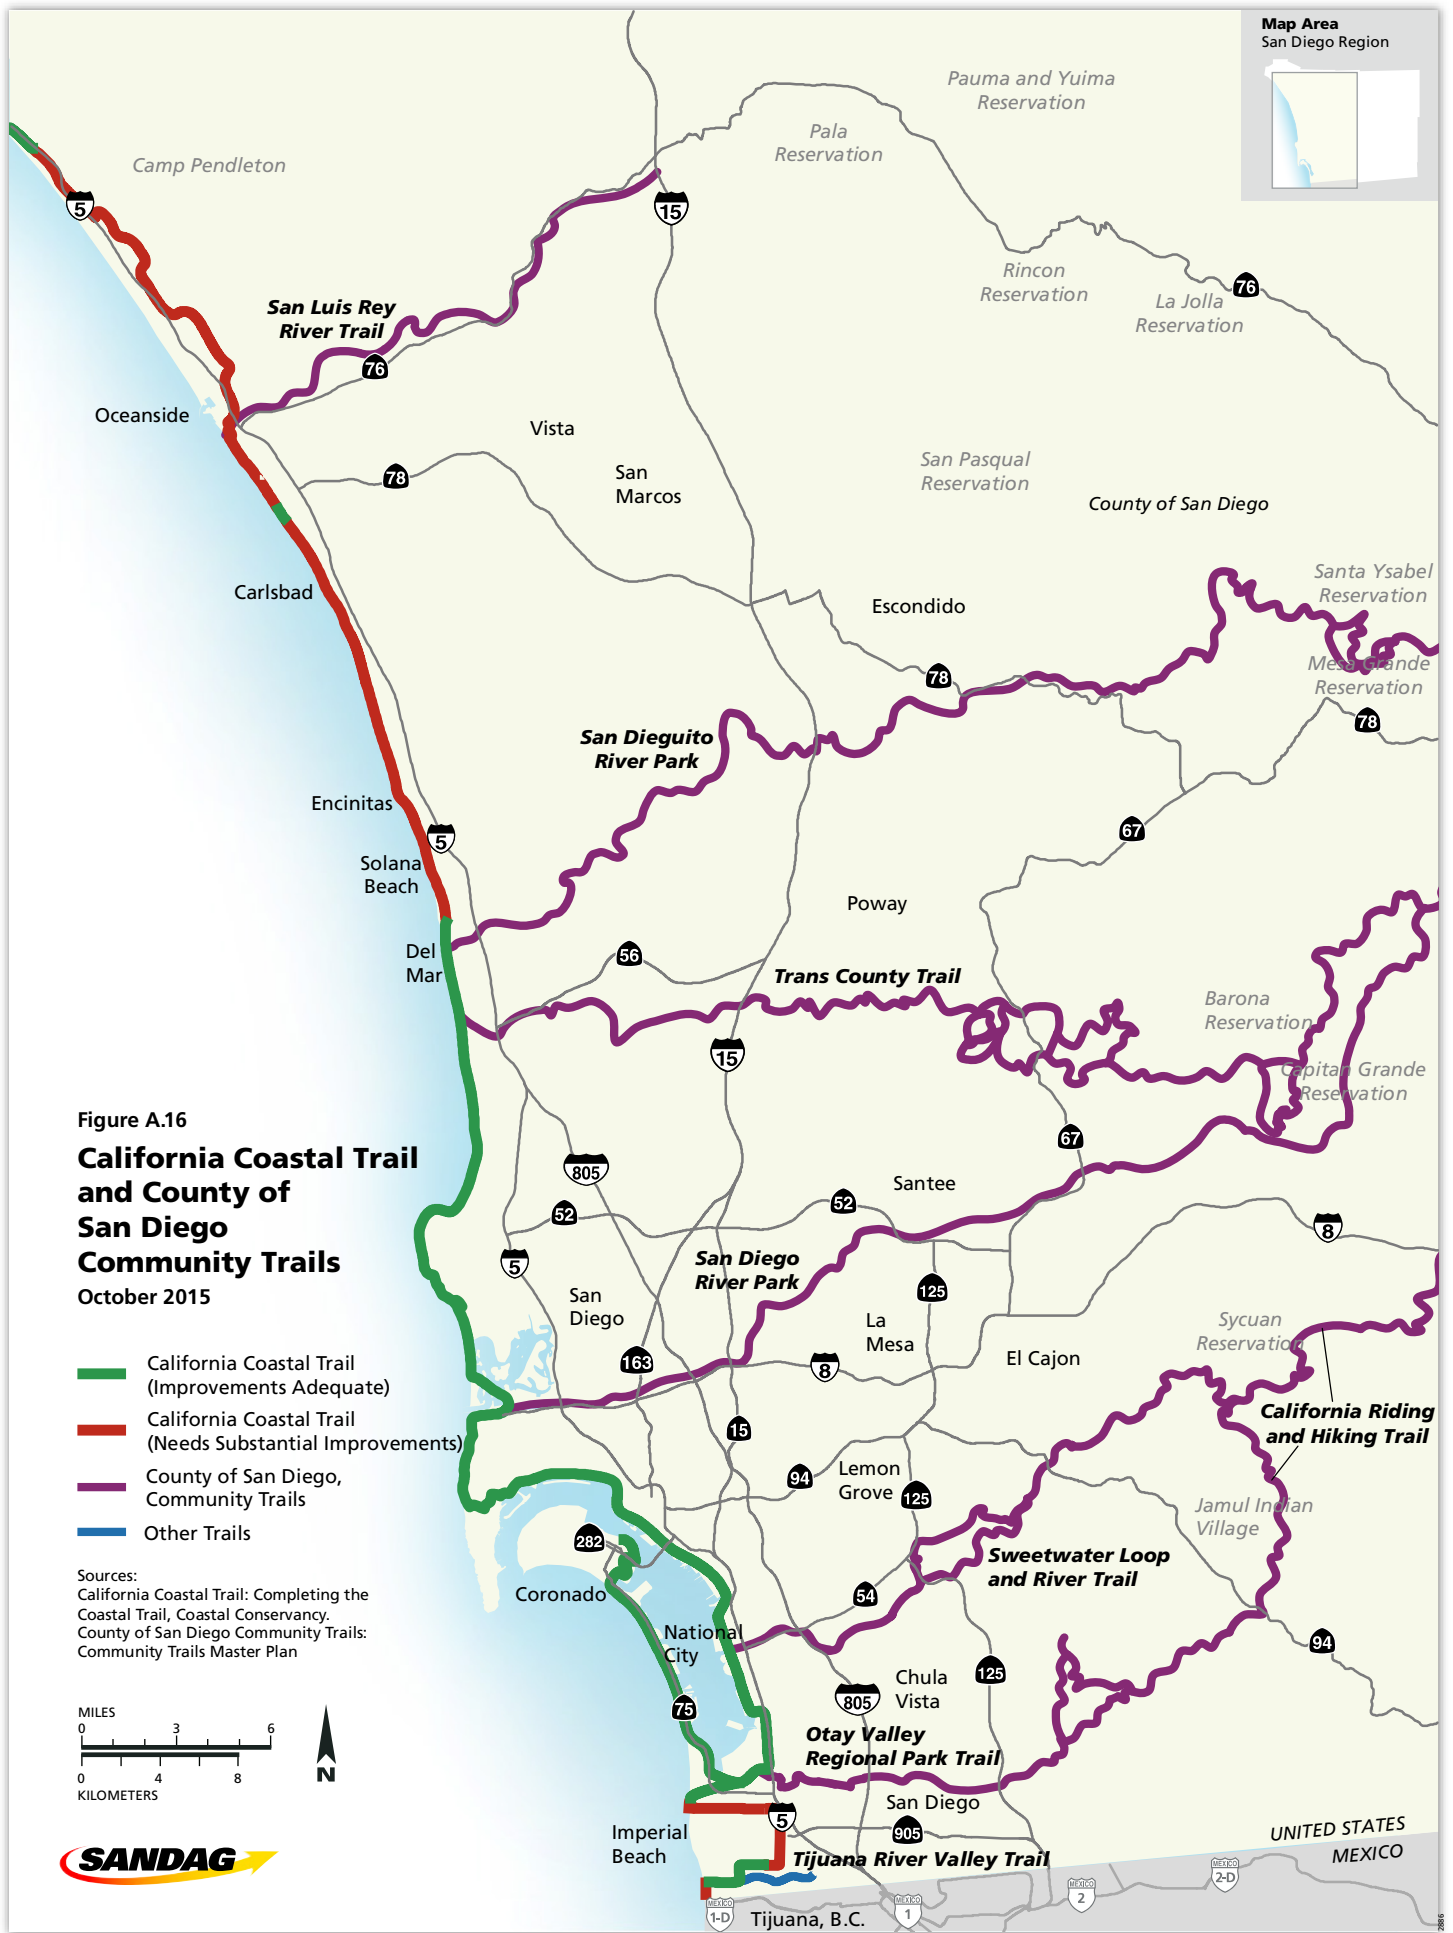 Map Area
San Diego Region
Pauma and Yuima
Reservation
Pala
Reservation
Camp Pendleton
5
15
Rincon
Reservation
76
La Jolla
Reservation
San Luis Rey
River Trail
76
Oceanside
Vista
78
San
Marcos
San Pasqual
Reservation
County of San Diego
Carlsbad
Escondido
Santa Ysabel
Reservation
78
Mesa Grande
Reservation
78
San Dieguito
River Park
Encinitas
5
67
Solana
Beach
Poway
Del
Mar
56
Trans County Trail
Barona
Reservation
15
Capitan Grande
Reservation
Figure A.16
California Coastal Trail
and County of
San Diego
Community Trails
October 2015
67
805
52
52
Santee
8
5
San Diego
River Park
125
San
Diego
La
Mesa
Sycuan
Reservation
163
8
El Cajon
California Coastal Trail
(Improvements Adequate)
California Coastal Trail
(Needs Substantial Improvements)
County of San Diego,
Community Trails
Other Trails
California Riding
and Hiking Trail
15
94
Lemon
Grove
125
Jamul Indian
Village
282
Sweetwater Loop
and River Trail
Coronado
54
Sources:
California Coastal Trail: Completing the
Coastal Trail, Coastal Conservancy.
County of San Diego Community Trails:
Community Trails Master Plan
National
City
94
125
805
Chula
Vista
75
Otay Valley
Regional Park Trail
MILES
0 3 6
0 4 8
KILOMETERS
N
San Diego
5
905
Imperial
Beach
Tijuana River Valley Trail
UNITED STATES
MEXICO
SANDAG
MEXICO
1-D
Tijuana, B.C.
MEXICO
1
MEXICO
2
MEXICO
2-D
2886